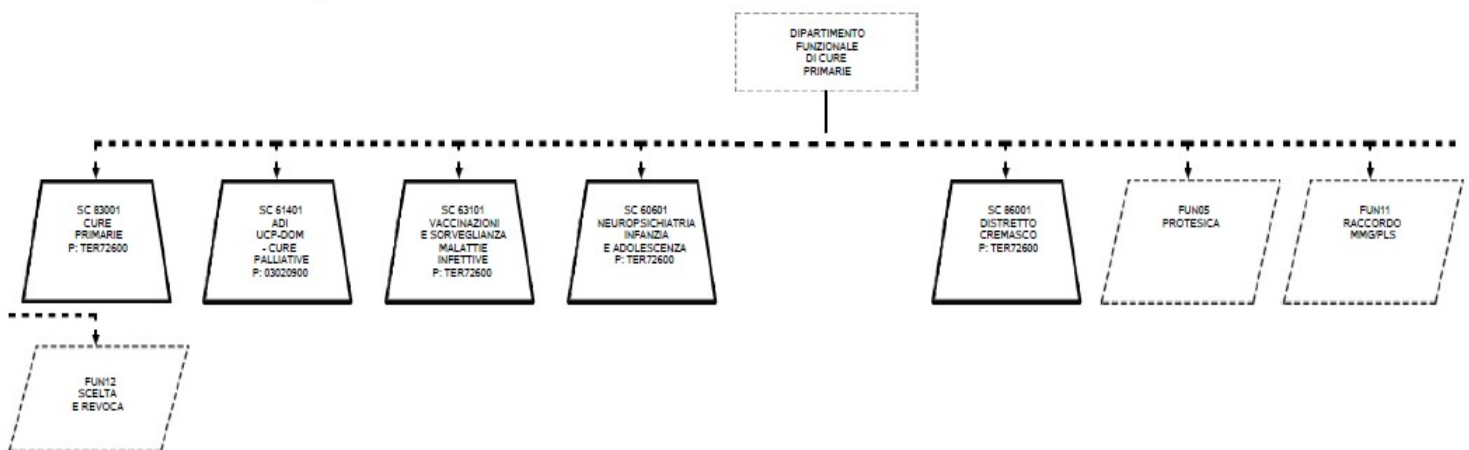 DIPARTIMENTO
FUNZIONALE
DI CURE
PRIMARIE
SC 83001
CURE
PRIMARIE
P: TER72600
SC 61401
ADI
UCP-DOM
- CURE
PALLIATIVE
P: 03020900
SC 63101
VACCINAZIONI
E SORVEGLIANZA
MALATTIE
INFETTIVE
P: TER72600
SC 60601
NEUROPSICHIATRIA
INFANZIA
E ADOLESCENZA
P: TER72600
SC 86001
DISTRETTO
CREMASCO
P: TER72600
FUN05
PROTESICA
FUN11
RACCORDO
MMG/PLS
FUN12
SCELTA
E REVOCA